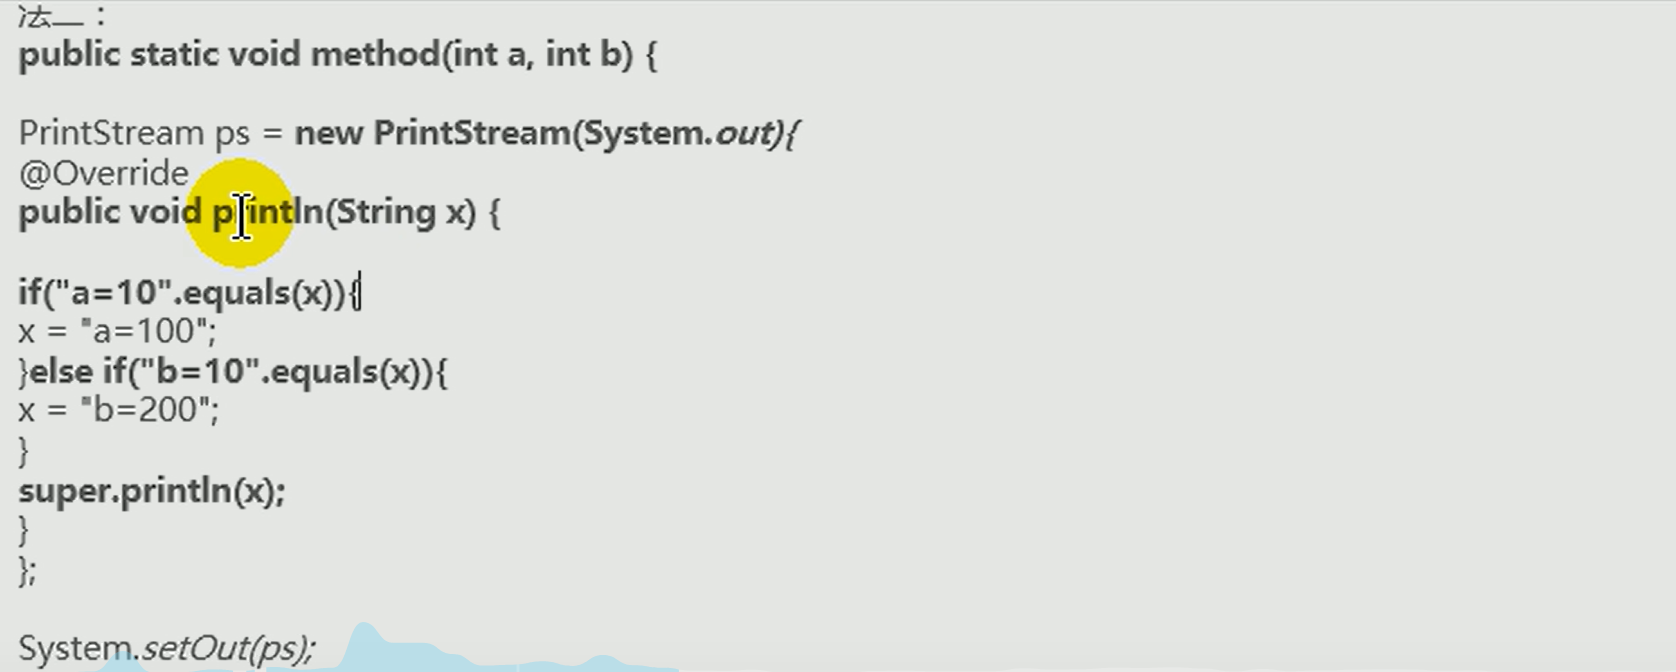 法二：
public static void method(int a, int b) {
PrintStream ps = new PrintStream(System.out){
@Override
public void println(String x) {
if("a=10".equals(x)){
x = "a=100";
}else if("b=10".equals(x)){
x = "b=200";
}
super.println(x);
}
};
System.setOut(ps);